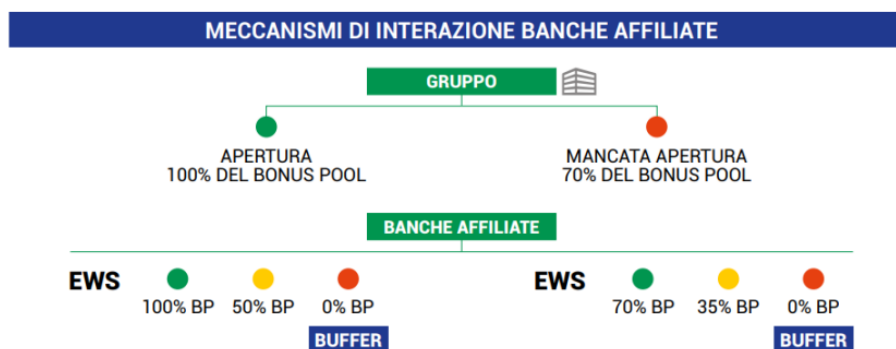 MECCANISMI DI INTERAZIONE BANCHE AFFILIATE
GRUPPO
APERTURA
100% DEL BONUS POOL
MANCATA APERTURA
70% DEL BONUS POOL
BANCHE AFFILIATE
EWS
100% BP
50% BP
0% BP
BUFFER
EWS
70% BP
35% BP
0% BP
BUFFER